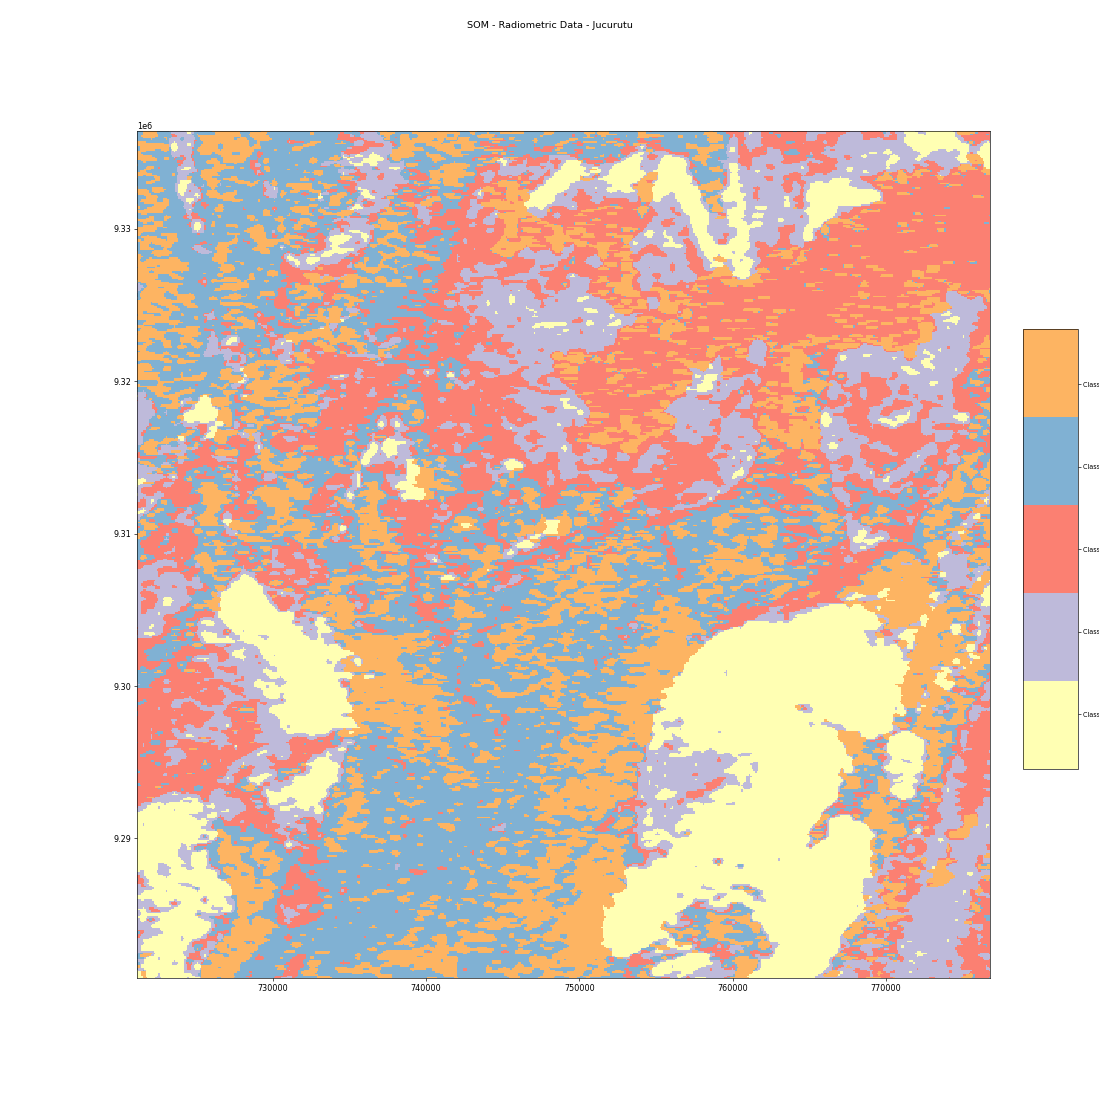 SOM - Radiometric Data - Jucurutu
1e6
9.33
9.32
9.31
9.30
9.29
730000
740000
750000
760000
770000
Class
Class
Class
Class
Class